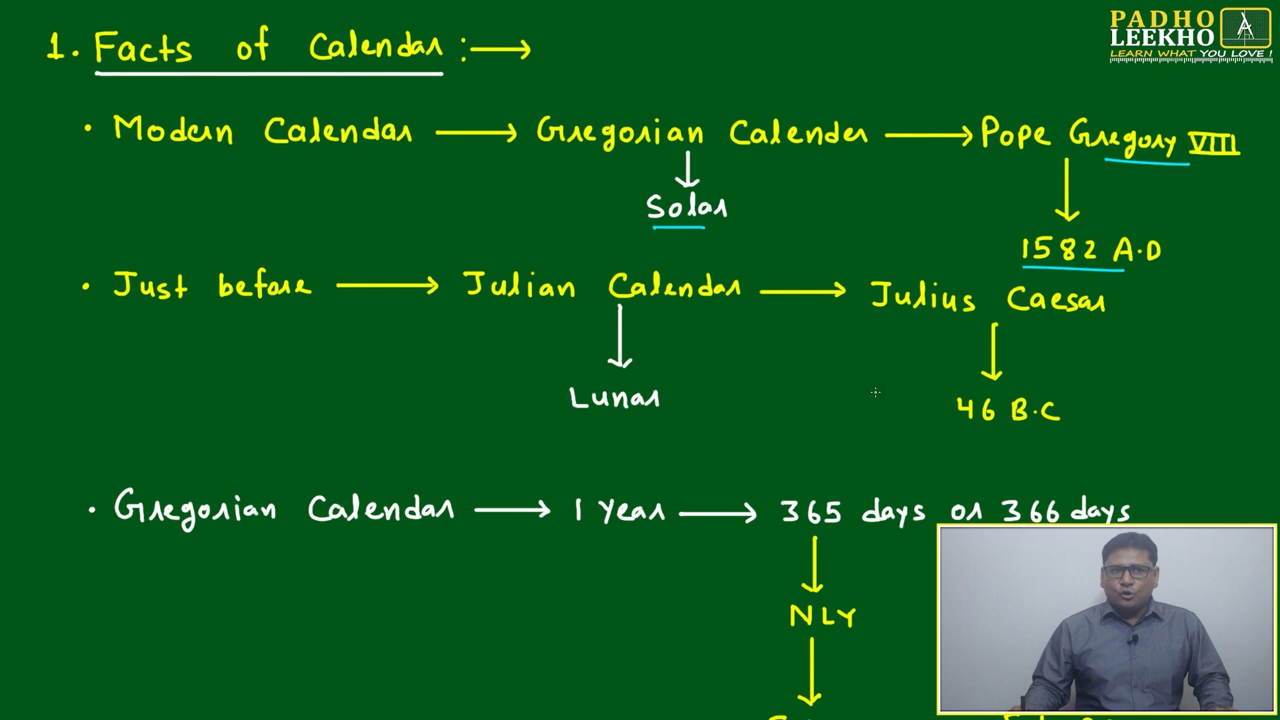 PADHO
LEEKHO
LEARN WHAT YOU LOVE !
1. Facts of Calendar :→
• Modern Calendar → Gregorian Calender → Pope Gregory VIII
Solar
1582 A.D
• Just before → Julian Calendar → Julius Caesar
Lunar
46 B.C
• Gregorian Calendar → 1 Year → 365 days or 366 days
NLY